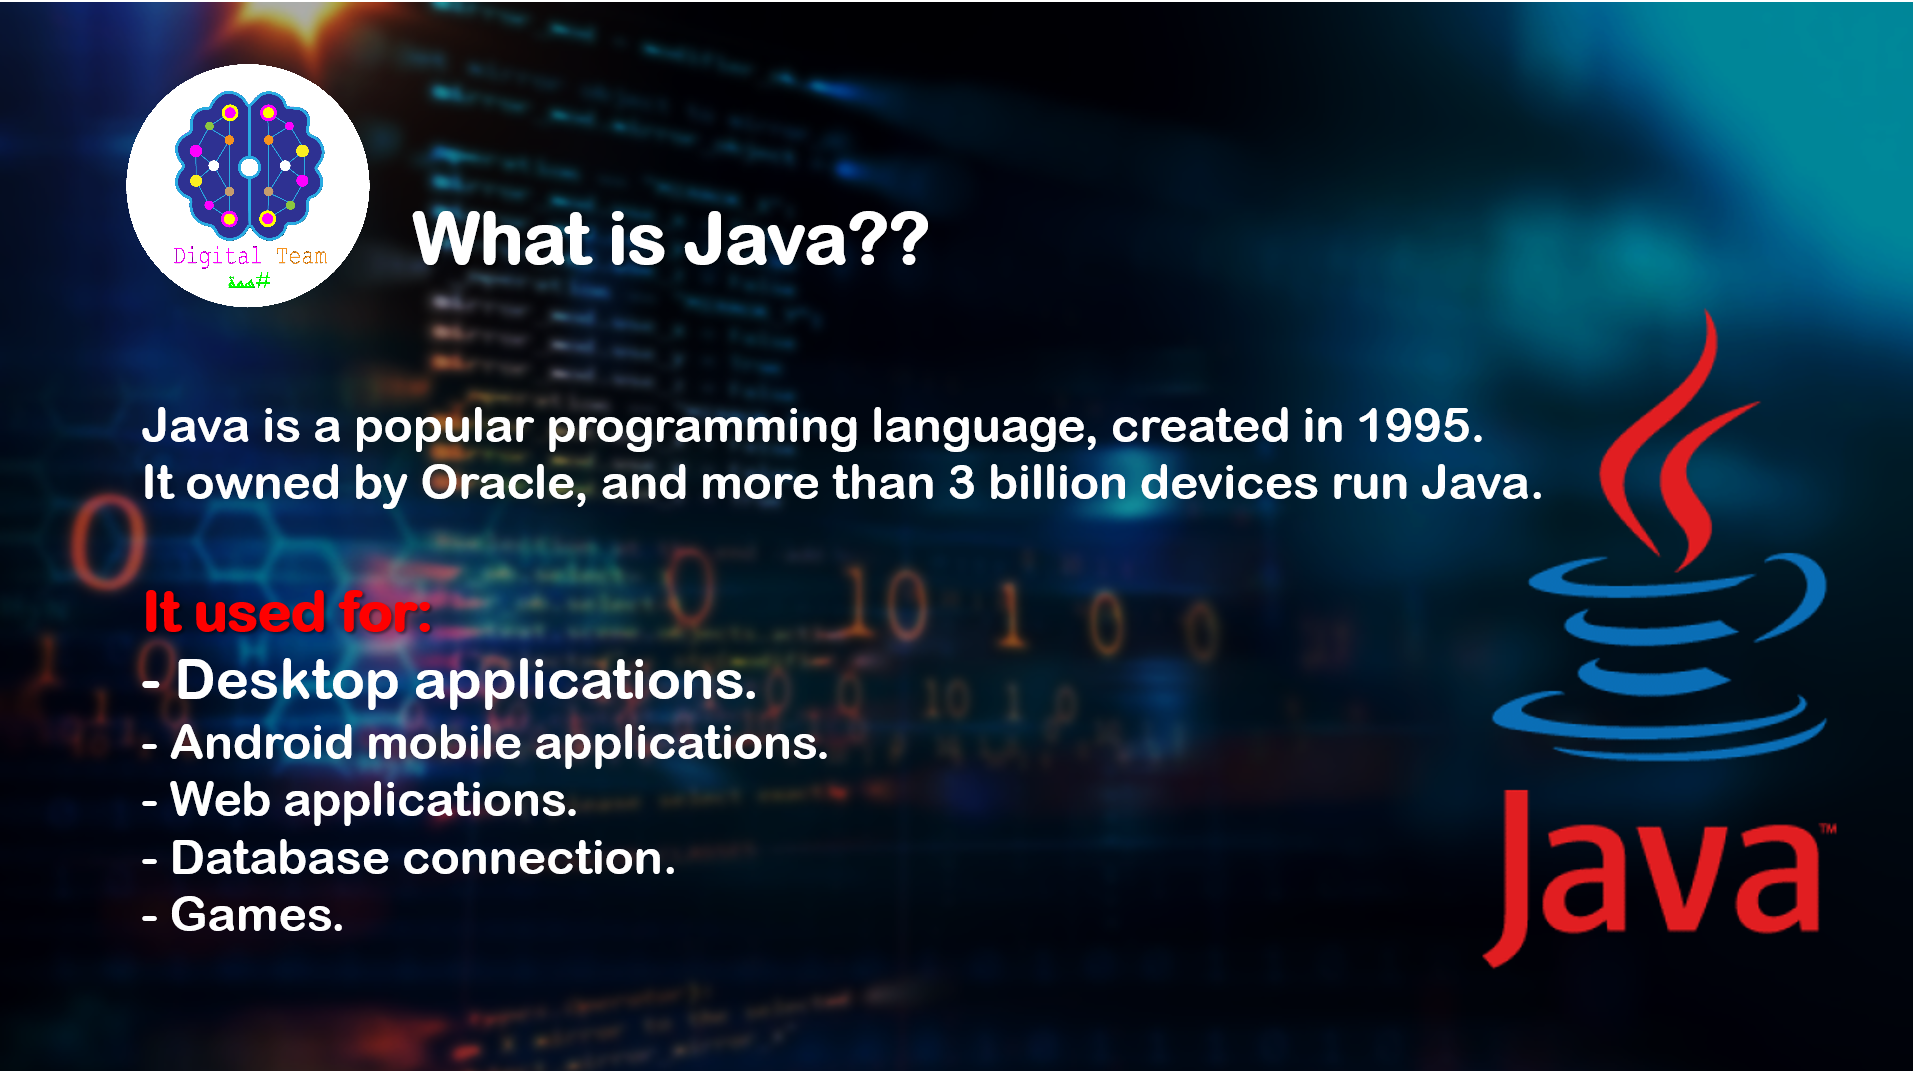 Digital Team
What is Java??
Java is a popular programming language, created in 1995.
It owned by Oracle, and more than 3 billion devices run Java.
It used for:
- Desktop applications.
- Android mobile applications.
- Web applications.
- Database connection.
- Games.
Java™